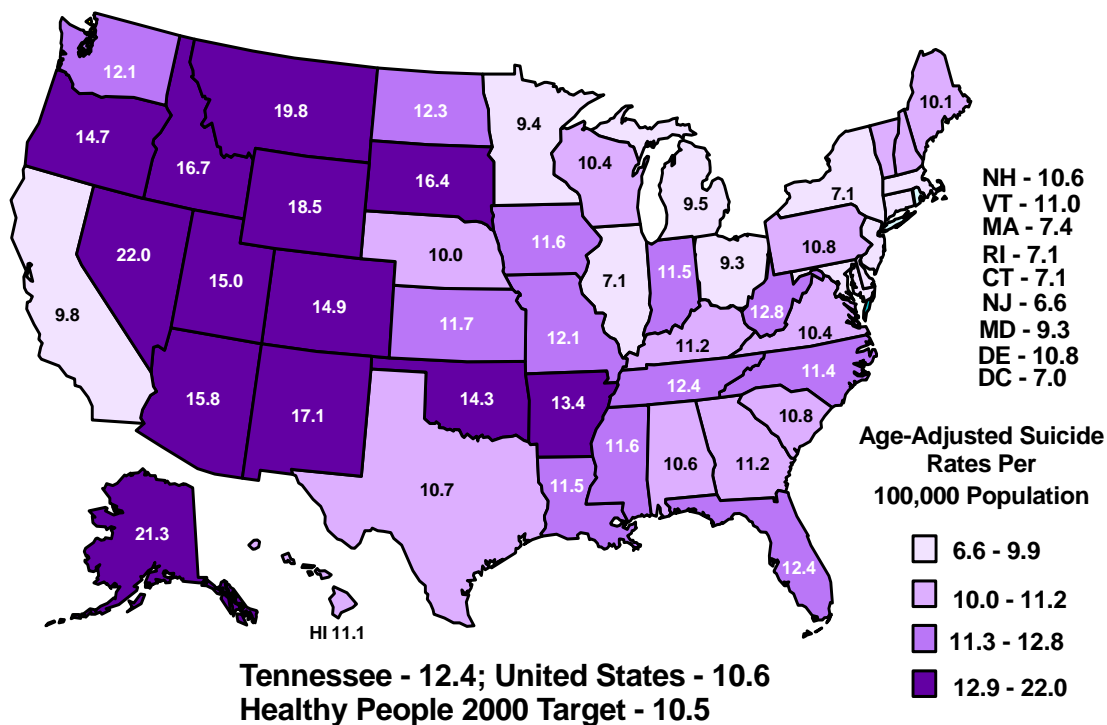 12.1
14.7
16.7
19.8
18.5
12.3
16.4
10.0
11.7
9.4
10.4
11.6
12.1
7.1
11.5
9.5
9.3
9.8
22.0
15.0
14.9
15.8
17.1
14.3
13.4
10.7
11.5
11.6
10.6
11.2
12.4
11.2
12.8
10.4
11.4
10.8
12.4
10.8
7.1
10.1
21.3
HI 11.1
NH - 10.6
VT - 11.0
MA - 7.4
RI - 7.1
CT - 7.1
NJ - 6.6
MD - 9.3
DE - 10.8
DC - 7.0
Age-Adjusted Suicide
Rates Per
100,000 Population
6.6 - 9.9
10.0 - 11.2
11.3 - 12.8
12.9 - 22.0
Tennessee - 12.4; United States - 10.6
Healthy People 2000 Target - 10.5